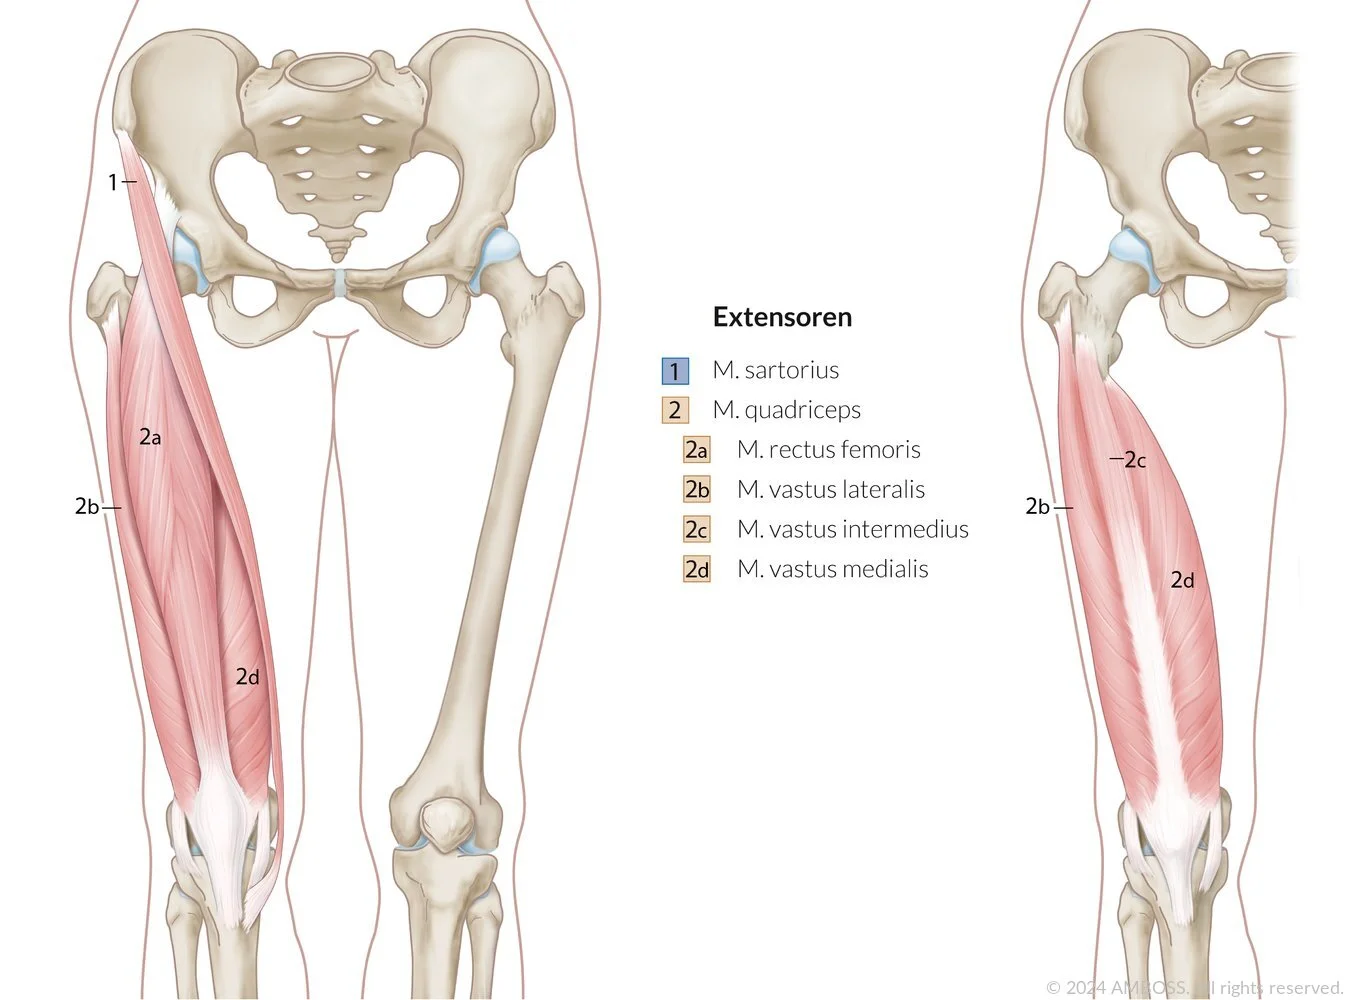 1
2a
2b
2d
Extensoren
1 M. sartorius
2 M. quadriceps
2a M. rectus femoris
2b M. vastus lateralis
2c M. vastus intermedius
2d M. vastus medialis
2c
2b
2d
© 2024 AMBOSS. All rights reserved.